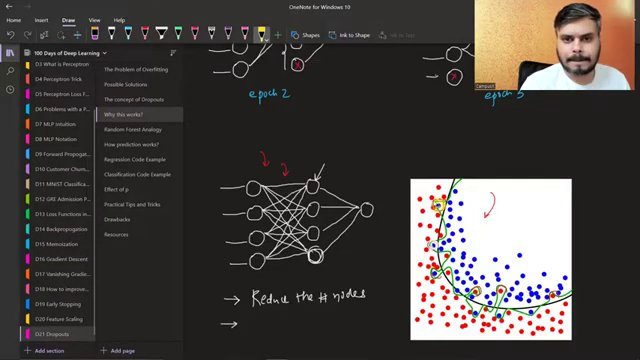 OneNote for Windows 10
File
Home
Insert
Draw
View
Help
Shapes
Ink to Shape
Share
100 Days of Deep Learning
D3 What is Perceptron
D4 Perceptron Trick
D5 Perceptron Loss F
D6 Problems with a P
D7 MLP Intuition
D8 MLP Notation
D9 Forward Propogat
D10 Customer Churn
D11 MNIST Classifica
D12 GRE Admission P
D13 Loss Functions in
D14 Backpropagation
D15 Memoization
D16 Gradient Descent
D17 Vanishing Gradie
D18 How to improve
D19 Early Stopping
D20 Feature Scaling
D21 Dropouts
Add section
The Problem of Overfitting
Possible Solutions
The concept of Dropouts
Why this works?
Random Forest Analogy
How prediction works?
Regression Code Example
Classification Code Example
Effect of p
Practical Tips and Tricks
Drawbacks
Resources
Add page
epoch 2
epoch 3
→ Reduce the # nodes
→
CampusX